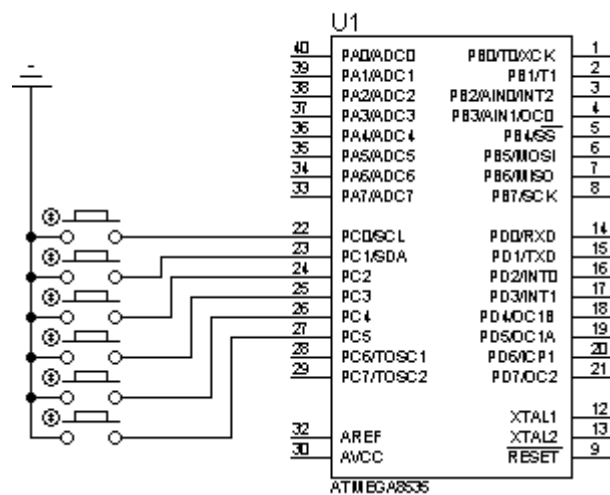 U1
40 PA0/ADC0 PB0/T0/XCK 1
39 PA1/ADC1 PB1/T1 2
38 PA2/ADC2 PB2/AIN0/INT2 3
37 PA3/ADC3 PB3/AIN1/OC0 4
36 PA4/ADC4 PB4/SS 5
35 PA5/ADC5 PB5/MOSI 6
34 PA6/ADC6 PB6/MISO 7
33 PA7/ADC7 PB7/SCK 8
22 PC0/SCL PD0/RXD 14
23 PC1/SDA PD1/TXD 15
24 PC2 PD2/INT0 16
25 PC3 PD3/INT1 17
26 PC4 PD4/OC1B 18
27 PC5 PD5/OC1A 19
28 PC6/TOSC1 PD6/ICP1 20
29 PC7/TOSC2 PD7/OC2 21
XTAL1 12
32 AREF XTAL2 13
30 AVCC RESET 9
ATMEGA8535